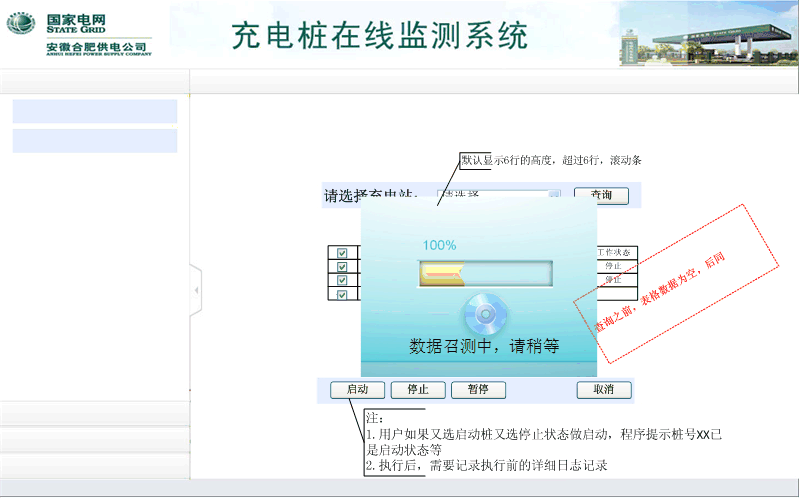 国家电网
STATE GRID
安徽合肥供电公司
ANHUI HEFEI POWER SUPPLY COMPANY
充电桩在线监测系统
默认显示6行的高度，超过6行，滚动条
请选择充电站： 请选择 查询
工作状态
停止
停止
100%
数据召测中，请稍等
查询之前，表格数据为空，后同
启动 停止 暂停 取消
注：
1.用户如果又选启动桩又选停止状态做启动，程序提示桩号XX已
是启动状态等
2.执行后，需要记录执行前的详细日志记录